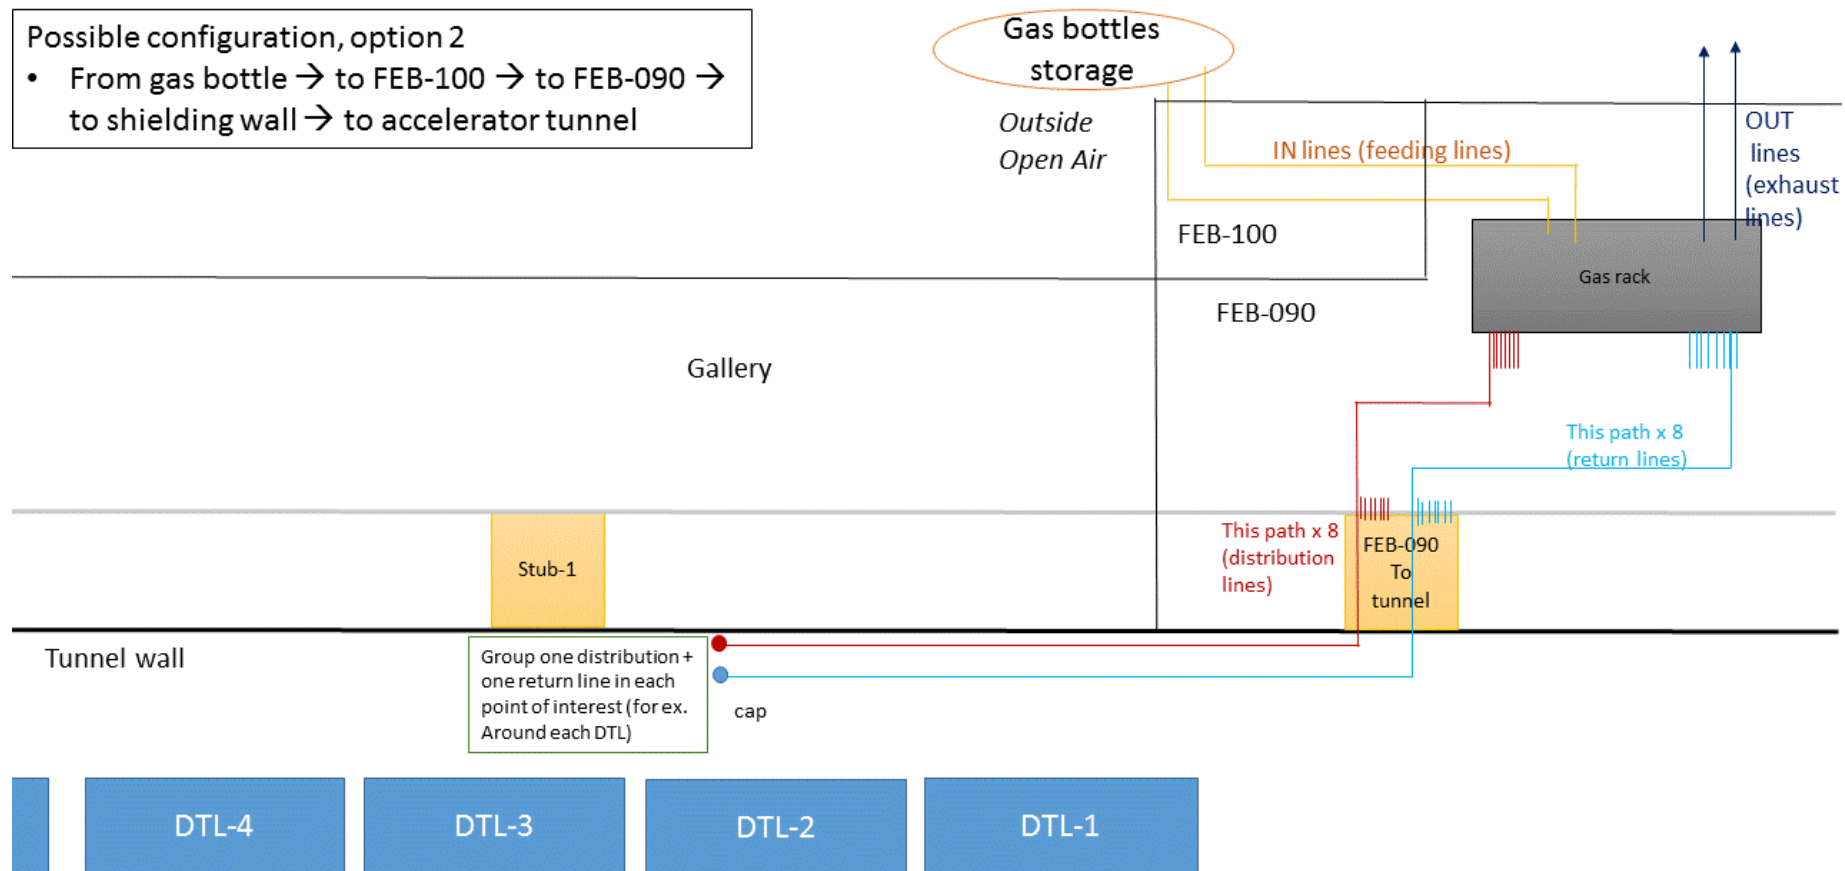 Possible configuration, option 2
• From gas bottle → to FEB-100 → to FEB-090 →
to shielding wall → to accelerator tunnel
Gas bottles
storage
Outside
Open Air
IN lines (feeding lines)
OUT
lines
(exhaust
lines)
FEB-100
Gas rack
FEB-090
Gallery
This path x 8
(return lines)
This path x 8
(distribution
lines)
FEB-090
To
tunnel
Stub-1
Tunnel wall
Group one distribution +
one return line in each
point of interest (for ex.
Around each DTL)
cap
DTL-4
DTL-3
DTL-2
DTL-1